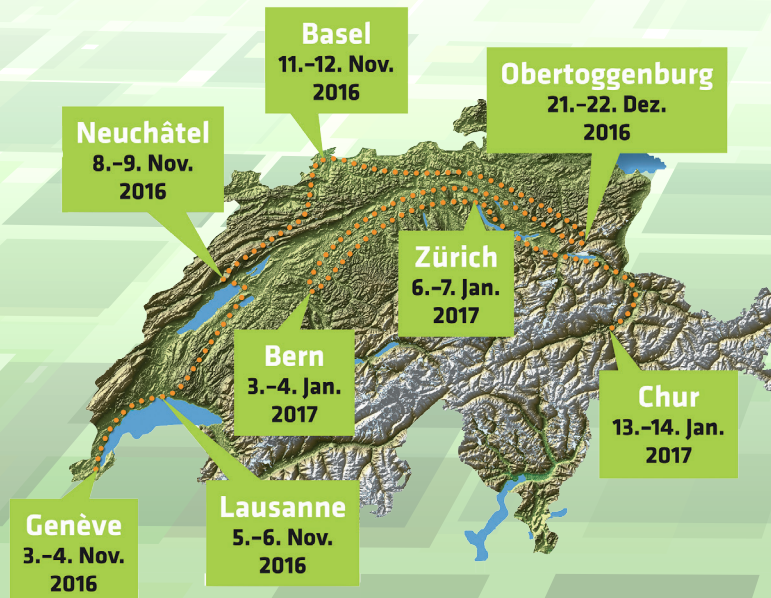 Basel
11.–12. Nov.
2016
Obertoggenburg
21.–22. Dez.
2016
Neuchâtel
8.–9. Nov.
2016
Zürich
6.–7. Jan.
2017
Bern
3.–4. Jan.
2017
Chur
13.–14. Jan.
2017
Lausanne
5.–6. Nov.
2016
Genève
3.–4. Nov.
2016